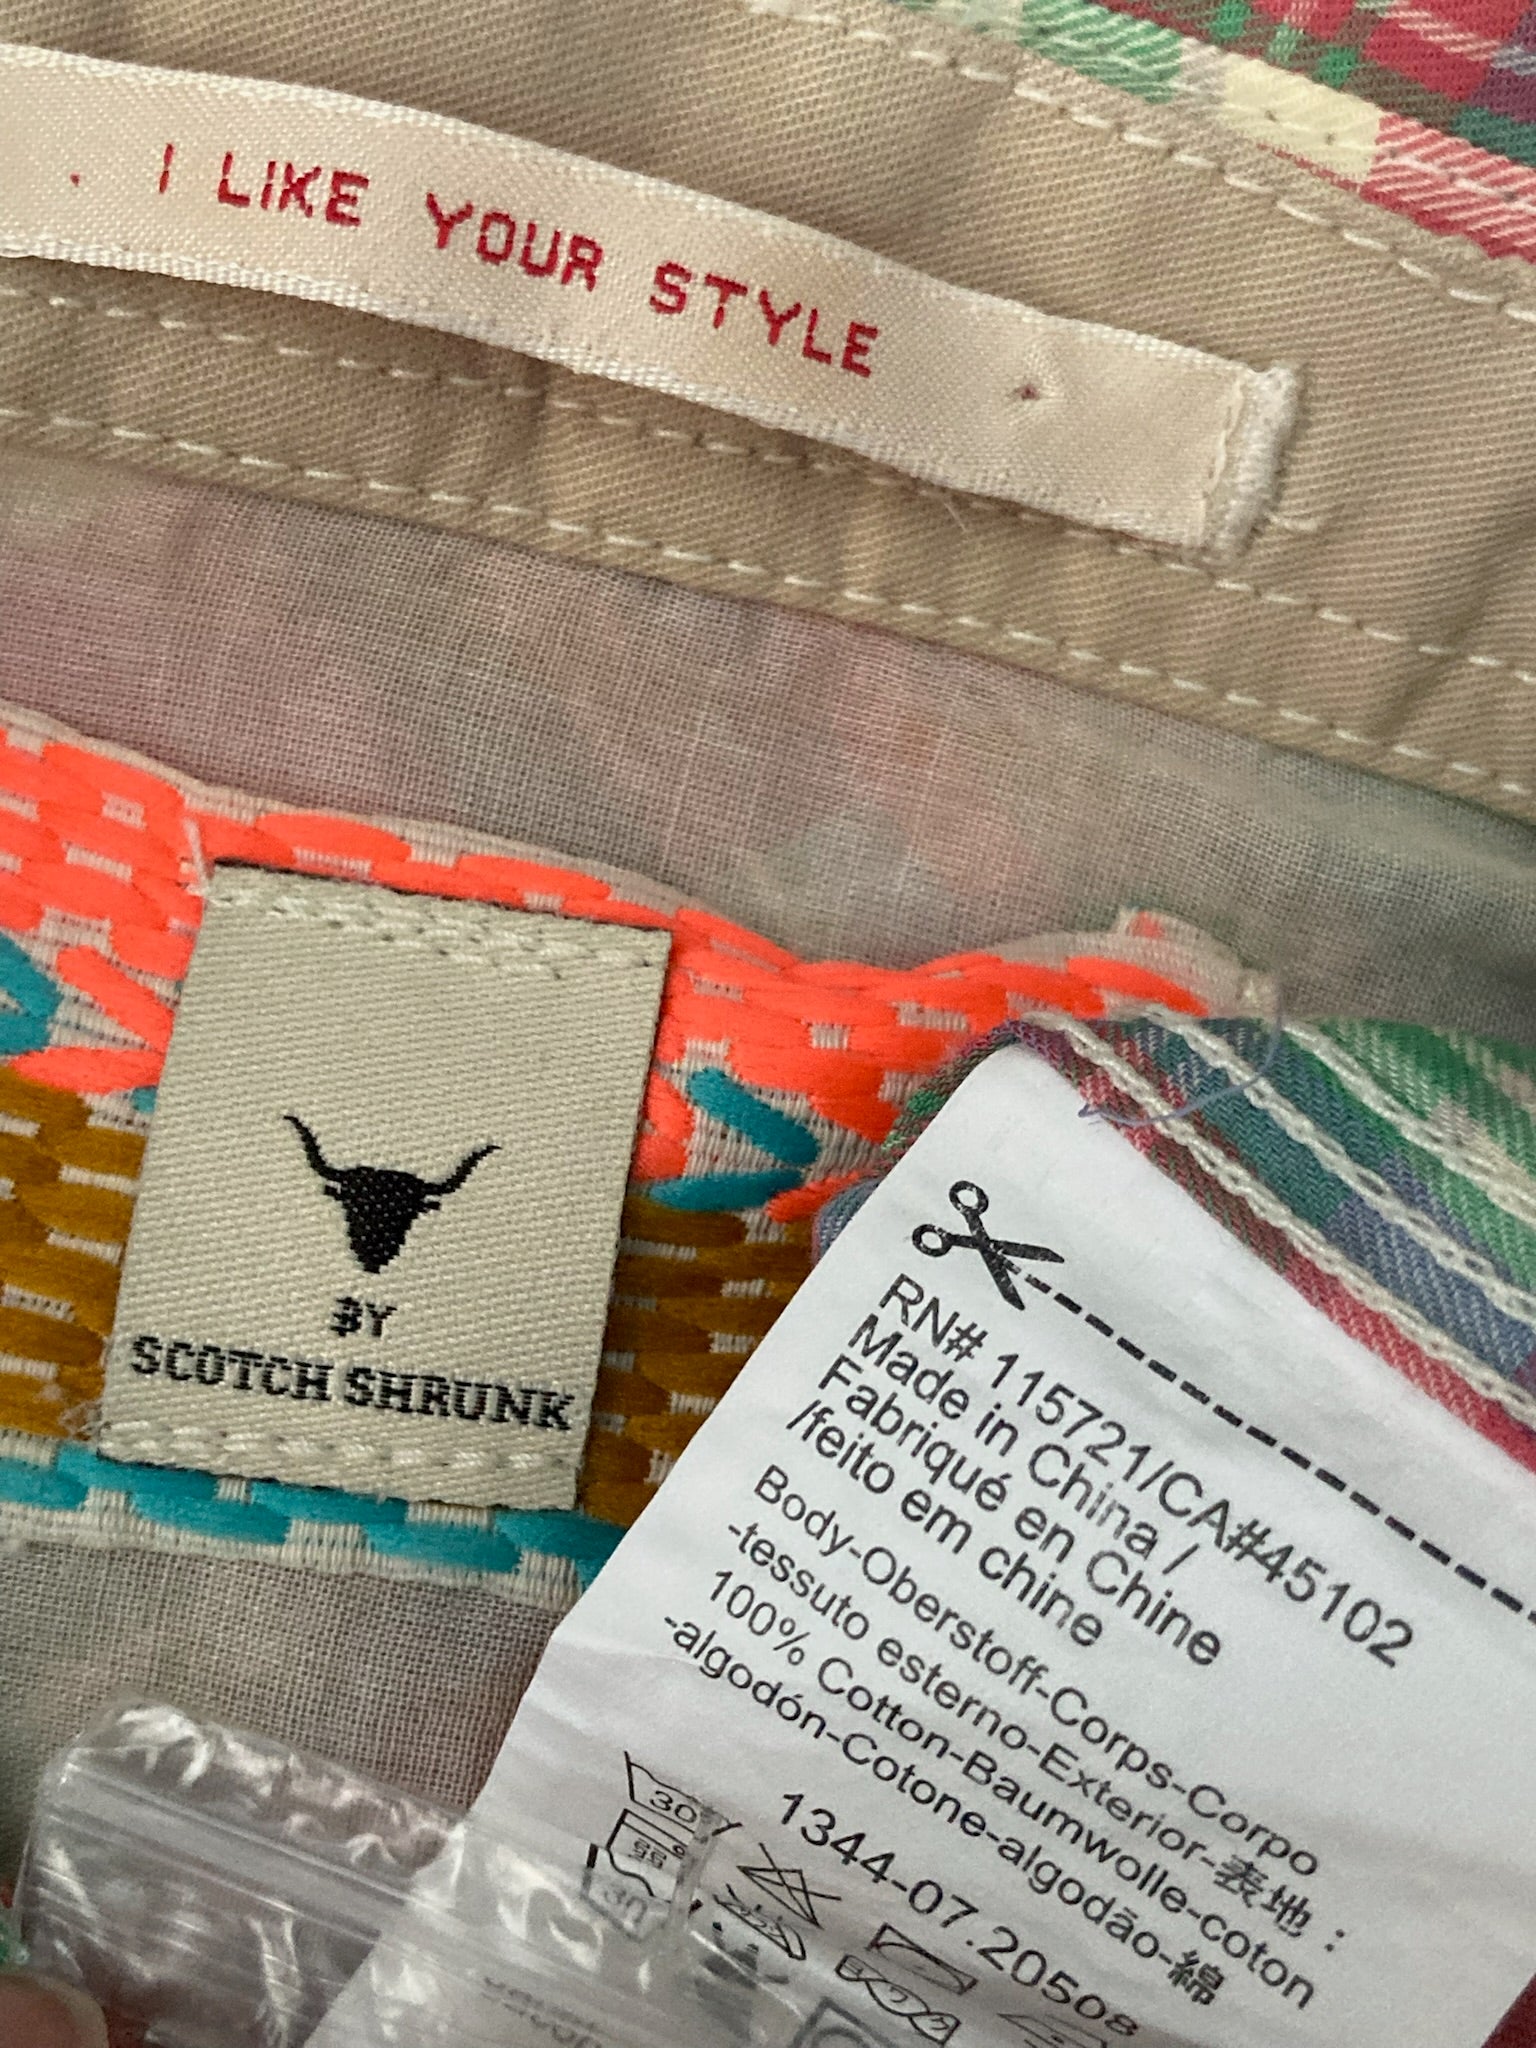 . I LIKE YOUR STYLE .
BY
SCOTCH SHRUNK
RN# 115721/CA#45102
Made in China /
Fabriqué en Chine
/feito em chine
Body-Oberstoff-Corps-Corpo
-tessuto esterno-Exterior-表地：
100% Cotton-Baumwolle-coton
-algodón-Cotone-algodão-綿
1344-07.20508
30
30